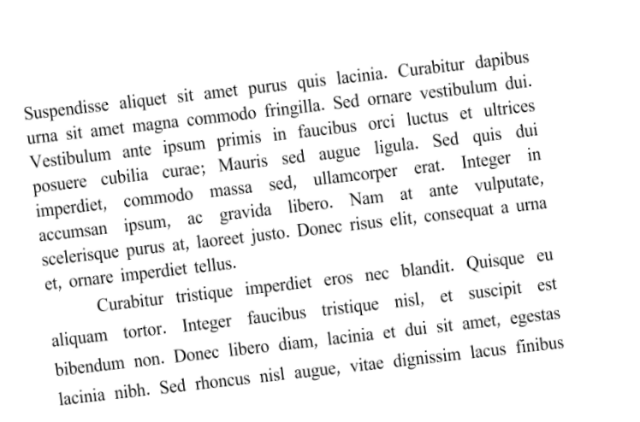 Suspendisse aliquet sit amet purus quis lacinia. Curabitur dapibus
urna sit amet magna commodo fringilla. Sed ornare vestibulum dui.
Vestibulum ante ipsum primis in faucibus orci luctus et ultrices
posuere cubilia curae; Mauris sed augue ligula. Sed quis dui
imperdiet, commodo massa sed, ullamcorper erat. Integer in
accumsan ipsum, ac gravida libero. Nam at ante vulputate,
scelerisque purus at, laoreet justo. Donec risus elit, consequat a urna
et, ornare imperdiet tellus.
Curabitur tristique imperdiet eros nec blandit. Quisque eu
aliquam tortor. Integer faucibus tristique nisl, et suscipit est
bibendum non. Donec libero diam, lacinia et dui sit amet, egestas
lacinia nibh. Sed rhoncus nisl augue, vitae dignissim lacus finibus